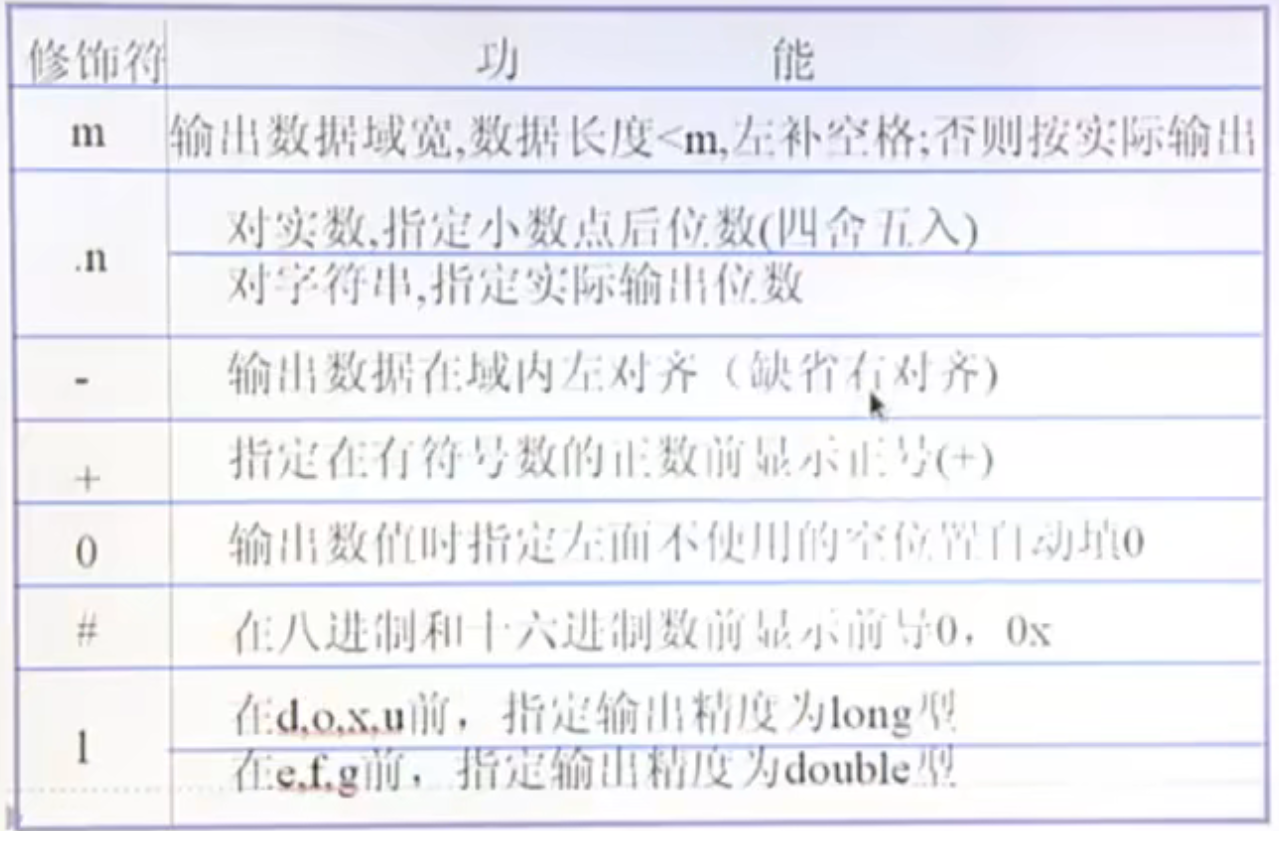 修饰符 功 能
m 输出数据域宽,数据长度<m,左补空格;否则按实际输出
.n 对实数,指定小数点后位数(四舍五入)
对字符串,指定实际输出位数
- 输出数据在域内左对齐（缺省右对齐)
+ 指定在有符号数的正数前显示正号(+)
0 输出数值时指定左面不使用的空位置自动填0
# 在八进制和十六进制数前显示前导0，0x
l 在d,o,x,u前，指定输出精度为long型
在e,f,g前，指定输出精度为double型